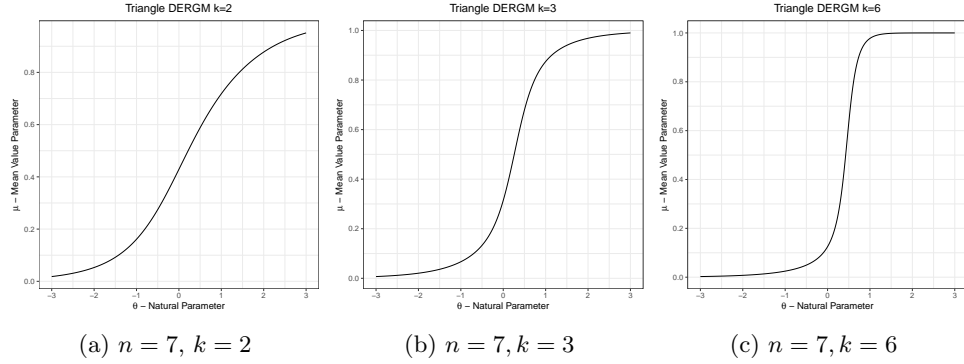 Triangle DERGM k=2
μ – Mean Value Parameter
0.8
0.6
0.4
0.2
0.0
−3 −2 −1 0 1 2 3
θ – Natural Parameter
(a) n = 7, k = 2
Triangle DERGM k=3
μ – Mean Value Parameter
1.0
0.8
0.6
0.4
0.2
0.0
−3 −2 −1 0 1 2 3
θ – Natural Parameter
(b) n = 7, k = 3
Triangle DERGM k=6
μ – Mean Value Parameter
1.0
0.8
0.6
0.4
0.2
0.0
−3 −2 −1 0 1 2 3
θ – Natural Parameter
(c) n = 7, k = 6